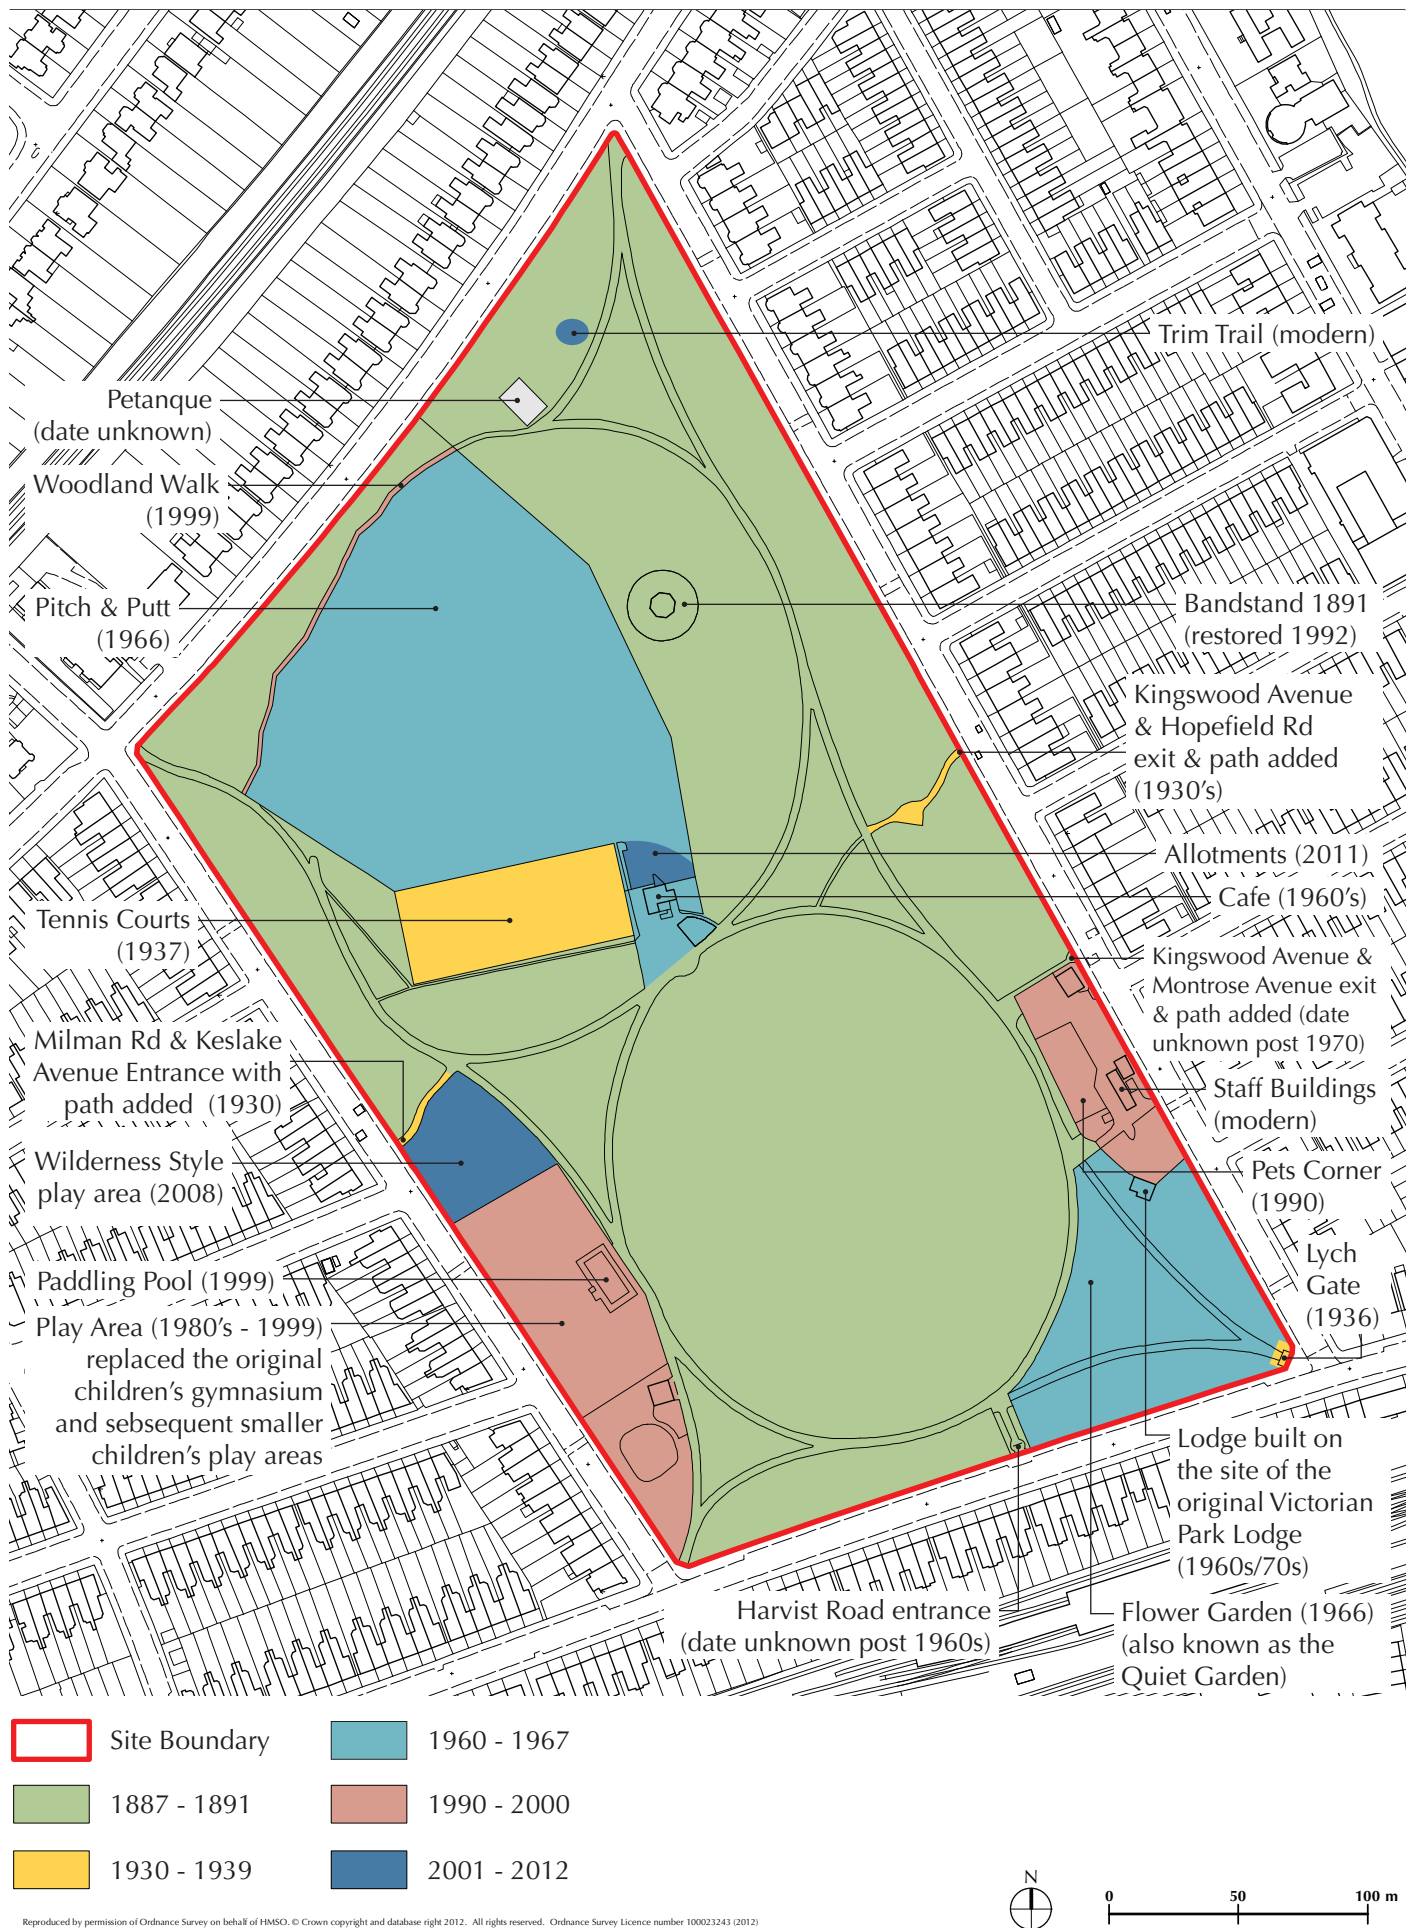 Trim Trail (modern)
Petanque
(date unknown)
Woodland Walk
(1999)
Pitch & Putt
(1966)
Bandstand 1891
(restored 1992)
Kingswood Avenue
& Hopefield Rd
exit & path added
(1930's)
Allotments (2011)
Cafe (1960's)
Tennis Courts
(1937)
Kingswood Avenue &
Montrose Avenue exit
& path added (date
unknown post 1970)
Milman Rd & Keslake
Avenue Entrance with
path added (1930)
Staff Buildings
(modern)
Wilderness Style
play area (2008)
Pets Corner
(1990)
Lych
Gate
(1936)
Paddling Pool (1999)
Play Area (1980's - 1999)
replaced the original
children's gymnasium
and sebsequent smaller
children's play areas
Lodge built on
the site of the
original Victorian
Park Lodge
(1960s/70s)
Harvist Road entrance
(date unknown post 1960s)
Flower Garden (1966)
(also known as the
Quiet Garden)
Site Boundary
1960 - 1967
1887 - 1891
1990 - 2000
1930 - 1939
2001 - 2012
N
0 50 100 m
Reproduced by permission of Ordnance Survey on behalf of HMSO. © Crown copyright and database right 2012. All rights reserved. Ordnance Survey Licence number 100023243 (2012)